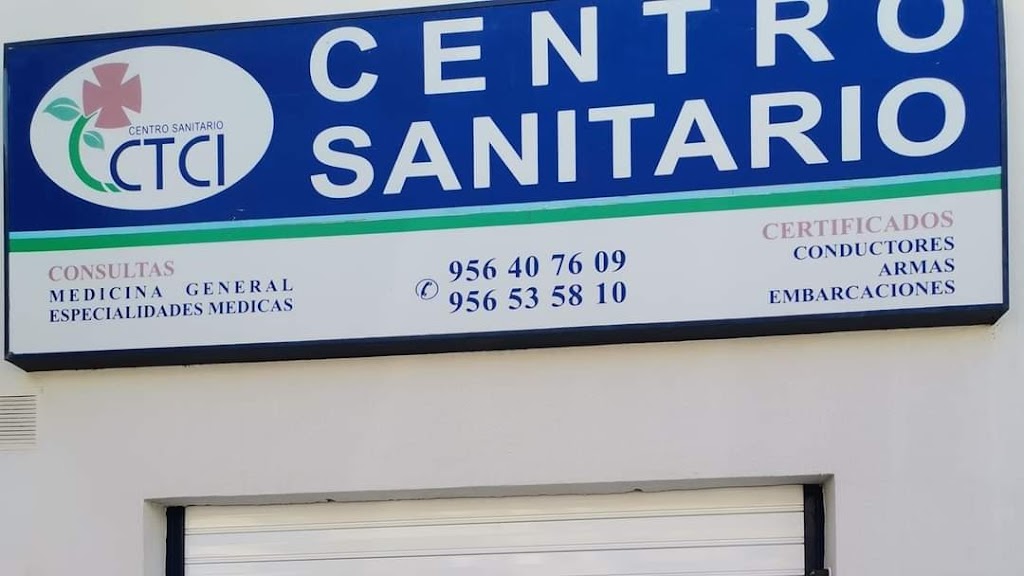 CENTRO SANITARIO
CTCI
CENTRO
SANITARIO
CONSULTAS
MEDICINA GENERAL
ESPECIALIDADES MEDICAS
✆ 956 40 76 09
956 53 58 10
CERTIFICADOS
CONDUCTORES
ARMAS
EMBARCACIONES